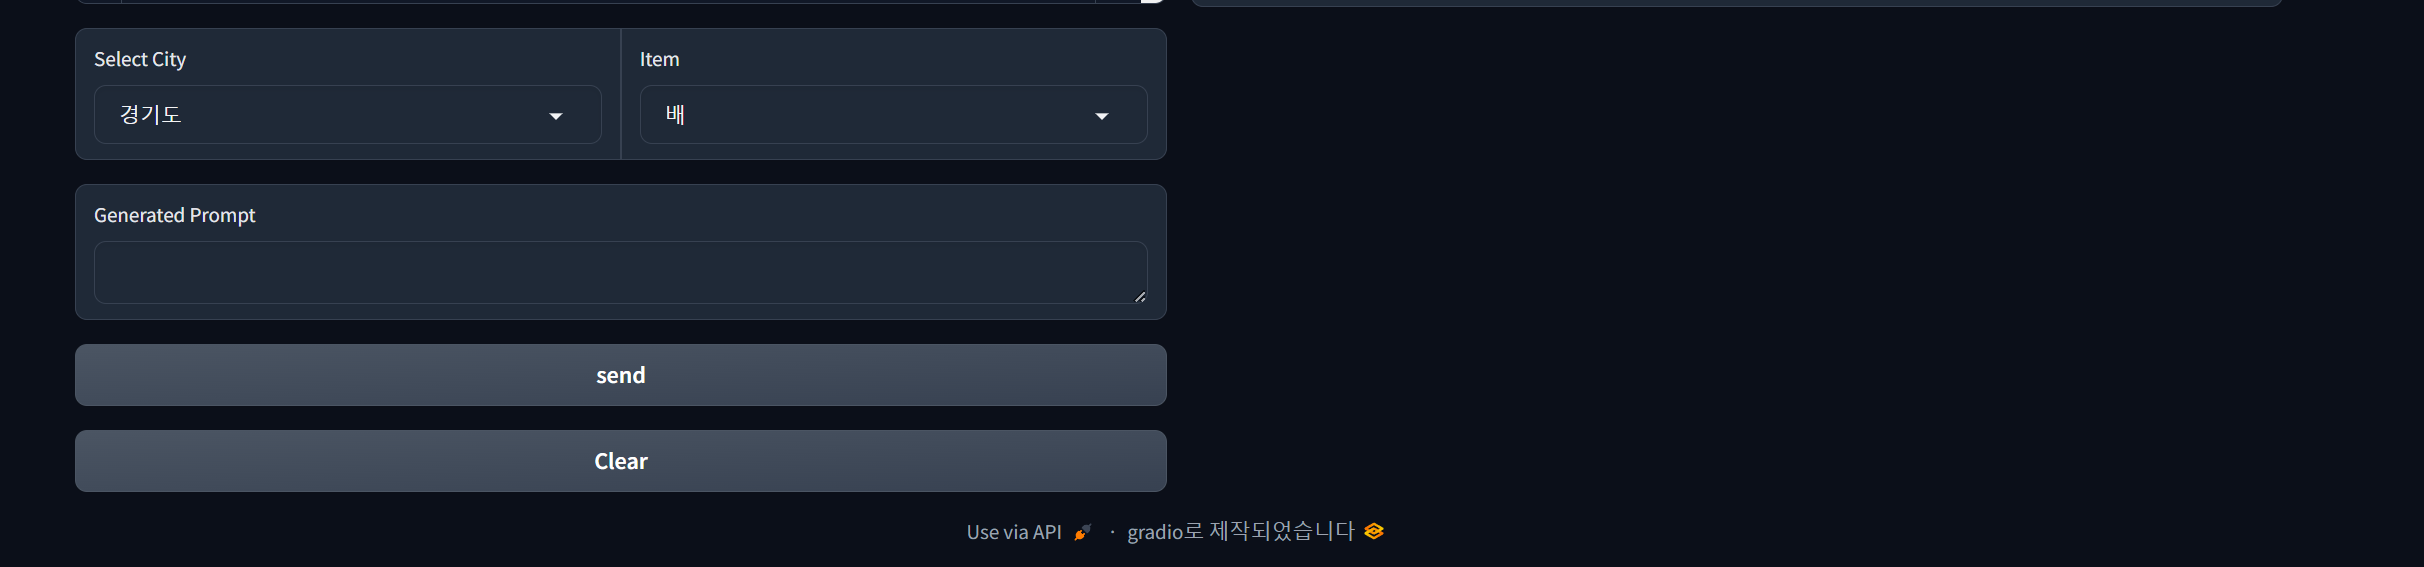 Select City
Item
경기도
배
Generated Prompt
send
Clear
Use via API · gradio로 제작되었습니다